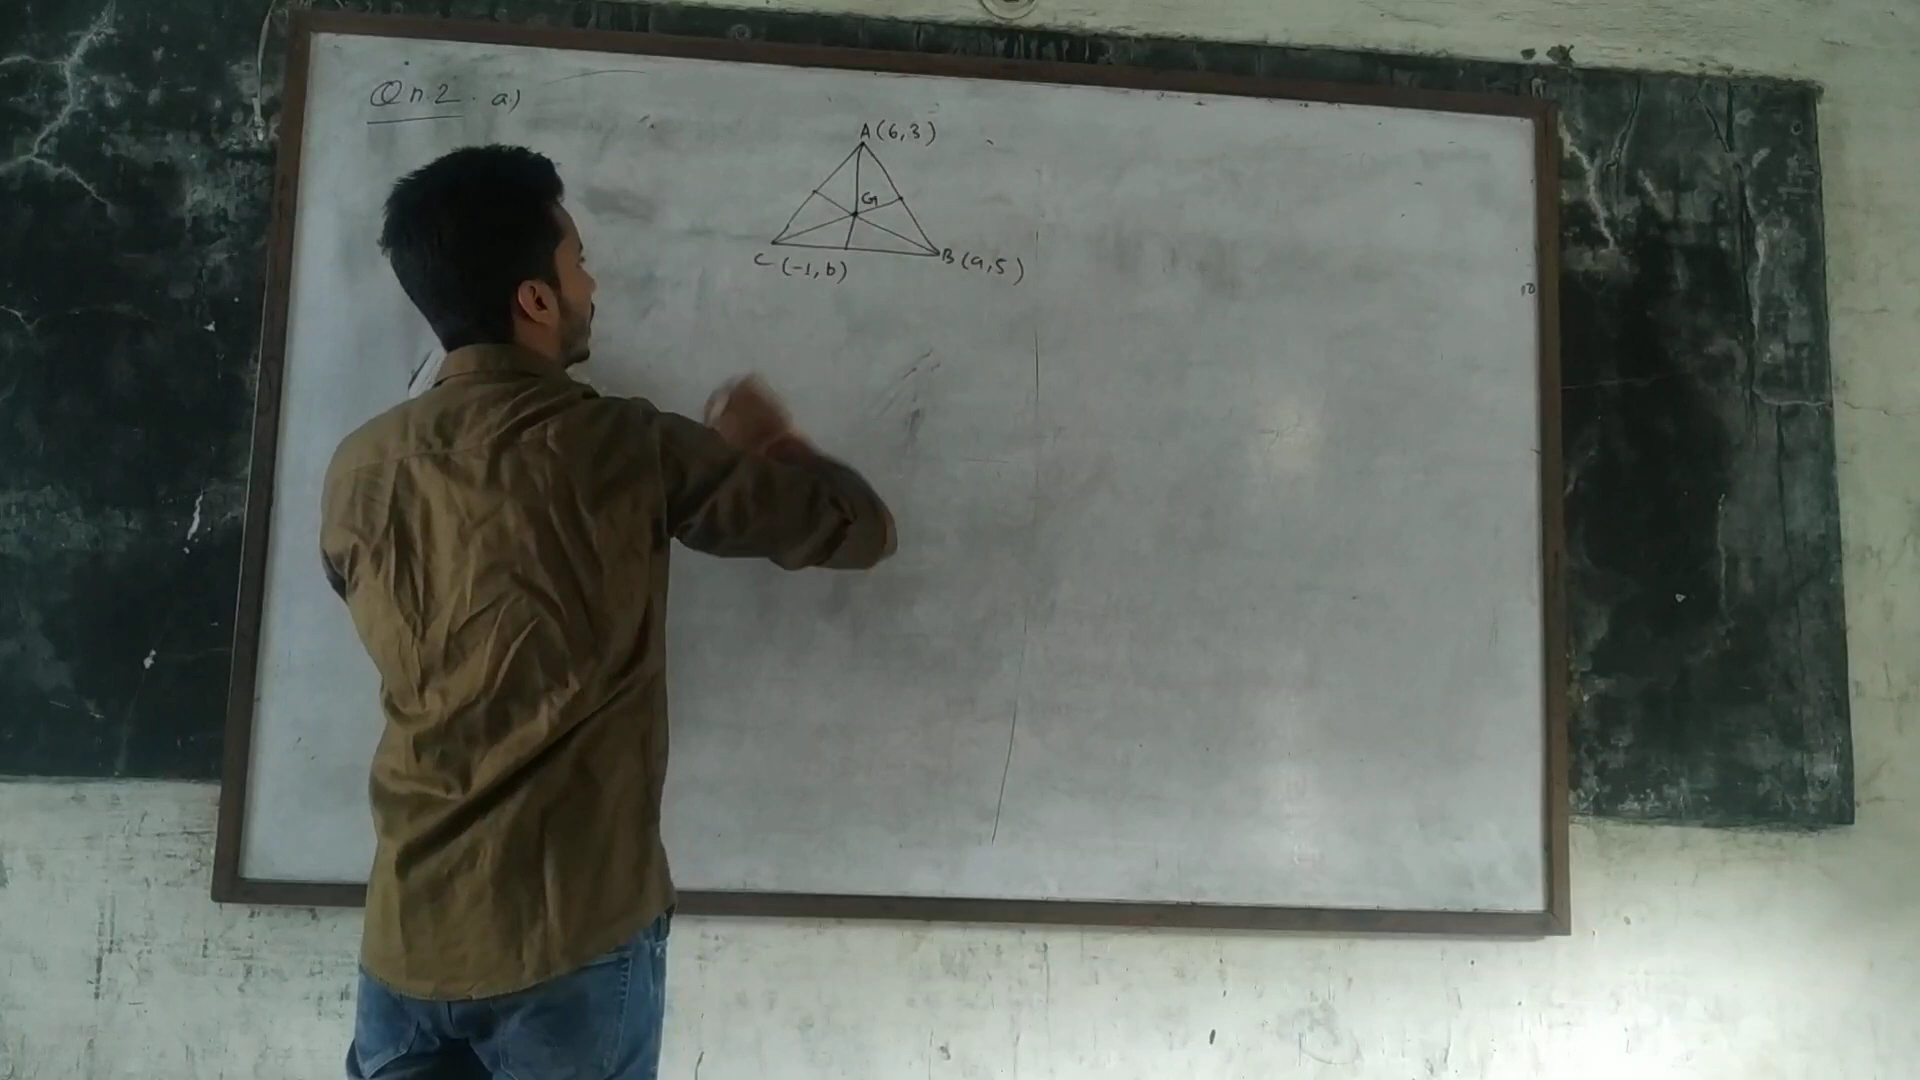 Qn.2. a)
A(6,3)
G
C(-1,b)
B(a,5)